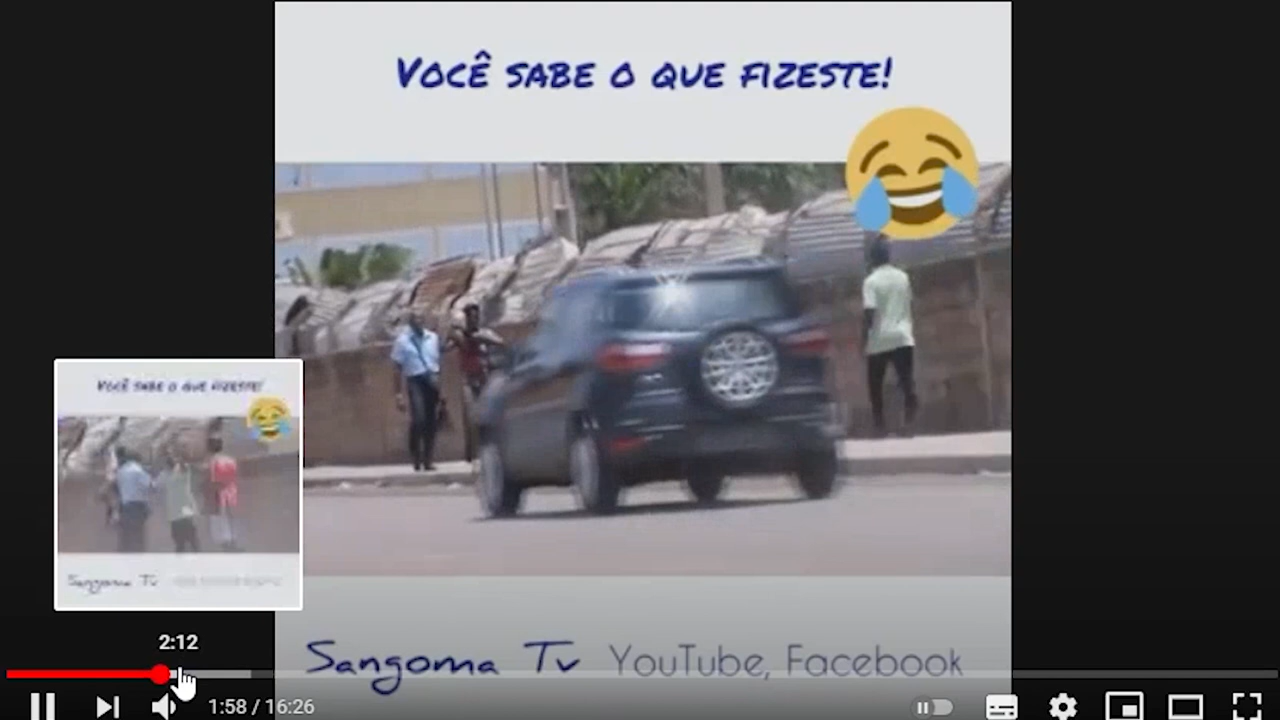 VOCÊ SABE O QUE FIZESTE!
VOCÊ SABE O QUE FIZESTE!
Sangoma Tv
2:12
Sangoma Tv YouTube, Facebook
1:58 / 16:26